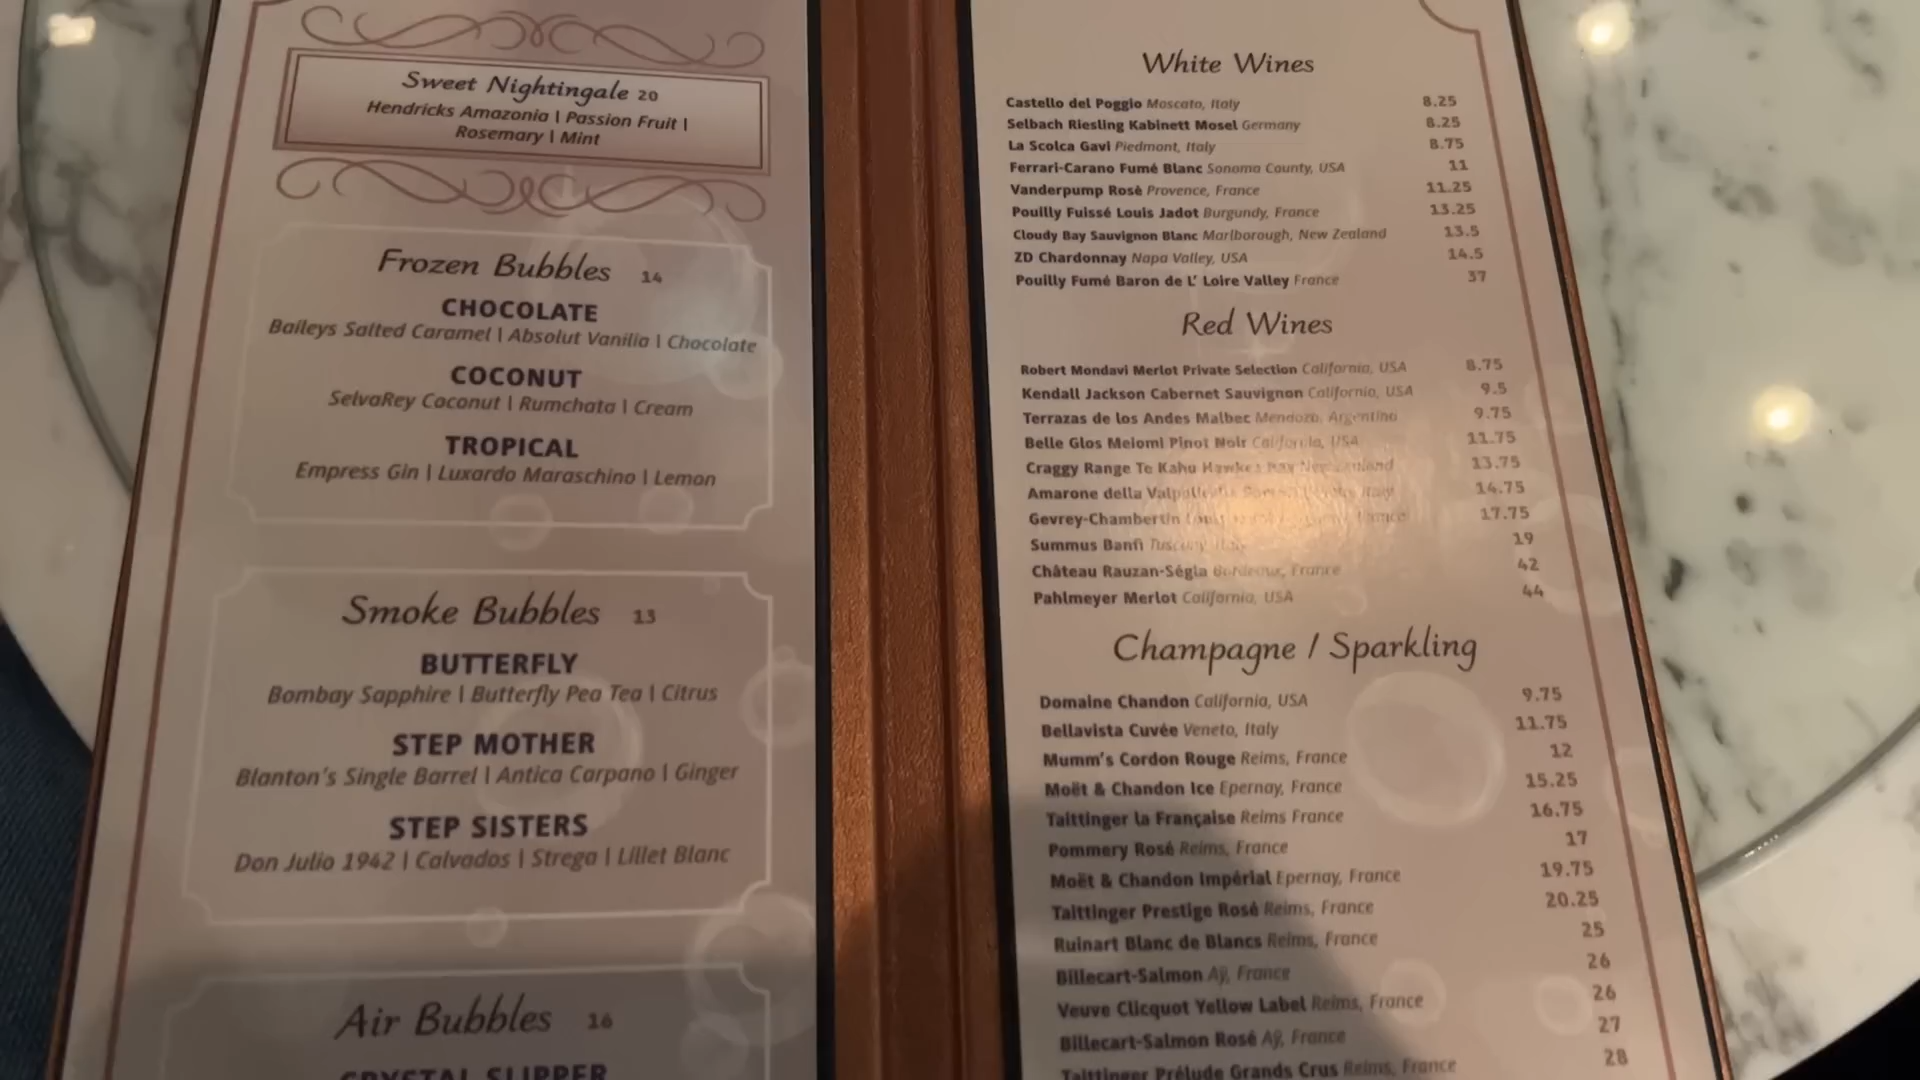 Sweet Nightingale 20
Hendricks Amazonia | Passion Fruit |
Rosemary | Mint
Frozen Bubbles 14
CHOCOLATE
Baileys Salted Caramel | Absolut Vanilia | Chocolate
COCONUT
SelvaRey Coconut | Rumchata | Cream
TROPICAL
Empress Gin | Luxardo Maraschino | Lemon
Smoke Bubbles 13
BUTTERFLY
Bombay Sapphire | Butterfly Pea Tea | Citrus
STEP MOTHER
Blanton's Single Barrel | Antica Carpano | Ginger
STEP SISTERS
Don Julio 1942 | Calvados | Strega | Lillet Blanc
Air Bubbles 16
CRYSTAL SLIPPER
White Wines
Castello del Poggio Moscato, Italy 8.25
Selbach Riesling Kabinett Mosel Germany 8.25
La Scolca Gavi Piedmont, Italy 8.75
Ferrari-Carano Fumé Blanc Sonoma County, USA 11
Vanderpump Rosè Provence, France 11.25
Pouilly Fuissé Louis Jadot Burgundy, France 13.25
Cloudy Bay Sauvignon Blanc Marlborough, New Zealand 13.5
ZD Chardonnay Napa Valley, USA 14.5
Pouilly Fumé Baron de L' Loire Valley France 37
Red Wines
Robert Mondavi Merlot Private Selection California, USA 8.75
Kendall Jackson Cabernet Sauvignon California, USA 9.5
Terrazas de los Andes Malbec Mendoza, Argentina 9.75
Belle Glos Meiomi Pinot Noir California, USA 11.75
Craggy Range Te Kahu Hawkes Bay New Zealand 13.75
Amarone della Italy 14.75
Gevrey-Chambertin France 17.75
Summus Banfi Tuscany, Italy 19
Château Rauzan-Ségla Bordeaux, France 42
Pahlmeyer Merlot California, USA 44
Champagne / Sparkling
Domaine Chandon California, USA 9.75
Bellavista Cuvée Veneto, Italy 11.75
Mumm's Cordon Rouge Reims, France 12
Moët & Chandon Ice Epernay, France 15.25
Taittinger la Française Reims France 16.75
Pommery Rosé Reims, France 17
Moët & Chandon Impérial Epernay, France 19.75
Taittinger Prestige Rosé Reims, France 20.25
Ruinart Blanc de Blancs Reims, France 25
Billecart-Salmon Aÿ, France 26
Veuve Clicquot Yellow Label Reims, France 26
Billecart-Salmon Rosé Aÿ, France 27
Taittinger Prélude Grands Crus Reims, France 28